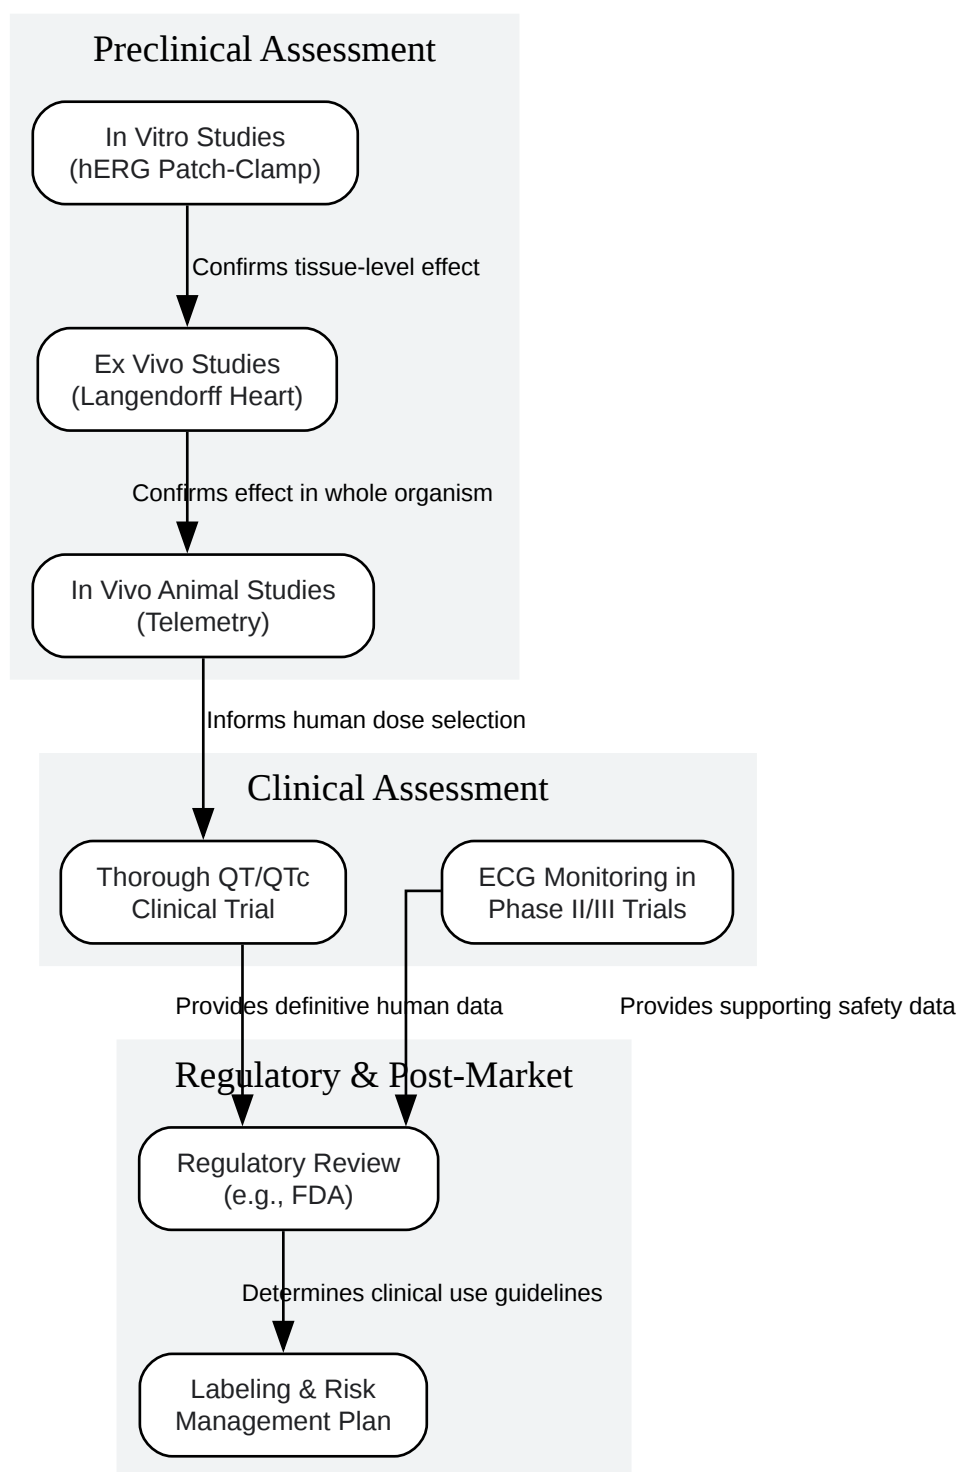 Preclinical Assessment
In Vitro Studies
(hERG Patch-Clamp)
Confirms tissue-level effect
Ex Vivo Studies
(Langendorff Heart)
Confirms effect in whole organism
In Vivo Animal Studies
(Telemetry)
Informs human dose selection
Clinical Assessment
Thorough QT/QTc
Clinical Trial
ECG Monitoring in
Phase II/III Trials
Provides definitive human data
Provides supporting safety data
Regulatory & Post-Market
Regulatory Review
(e.g., FDA)
Determines clinical use guidelines
Labeling & Risk
Management Plan